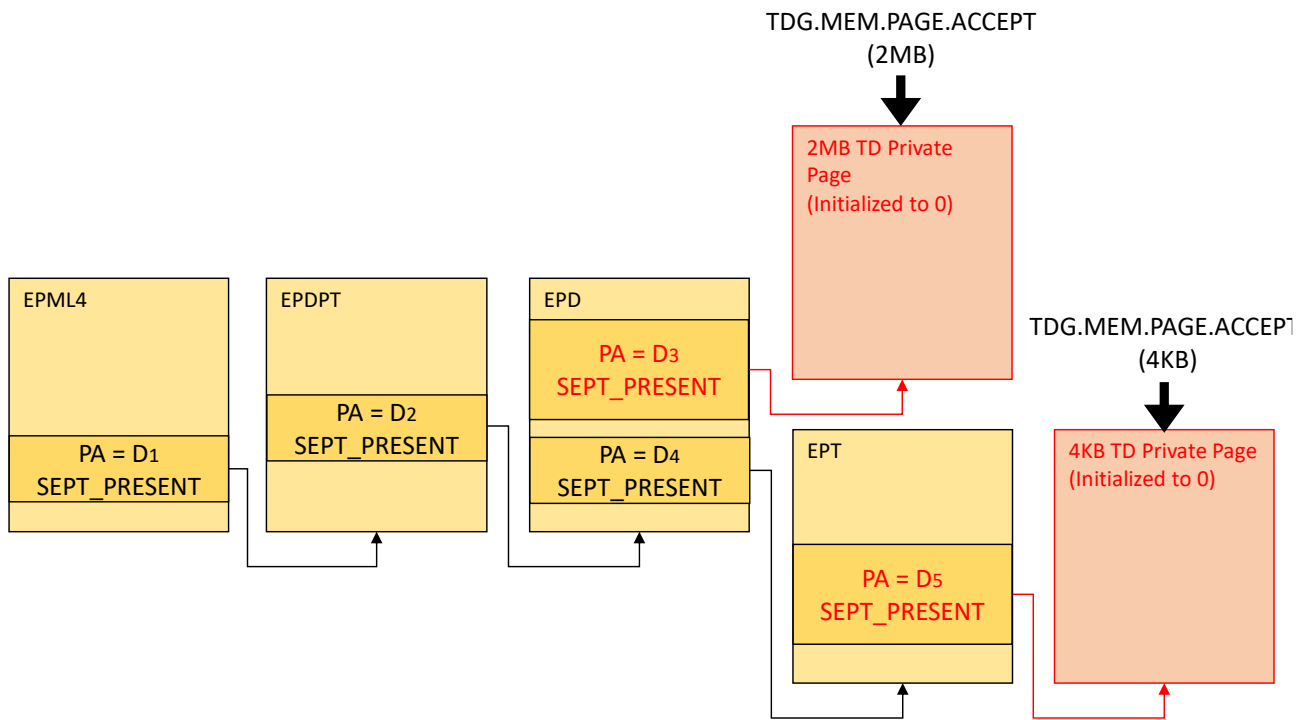 TDG.MEM.PAGE.ACCEPT
(2MB)
2MB TD Private
Page
(Initialized to 0)
EPML4
PA = D1
SEPT_PRESENT
EPDPT
PA = D2
SEPT_PRESENT
EPD
PA = D3
SEPT_PRESENT
PA = D4
SEPT_PRESENT
TDG.MEM.PAGE.ACCEPT
(4KB)
EPT
PA = D5
SEPT_PRESENT
4KB TD Private Page
(Initialized to 0)